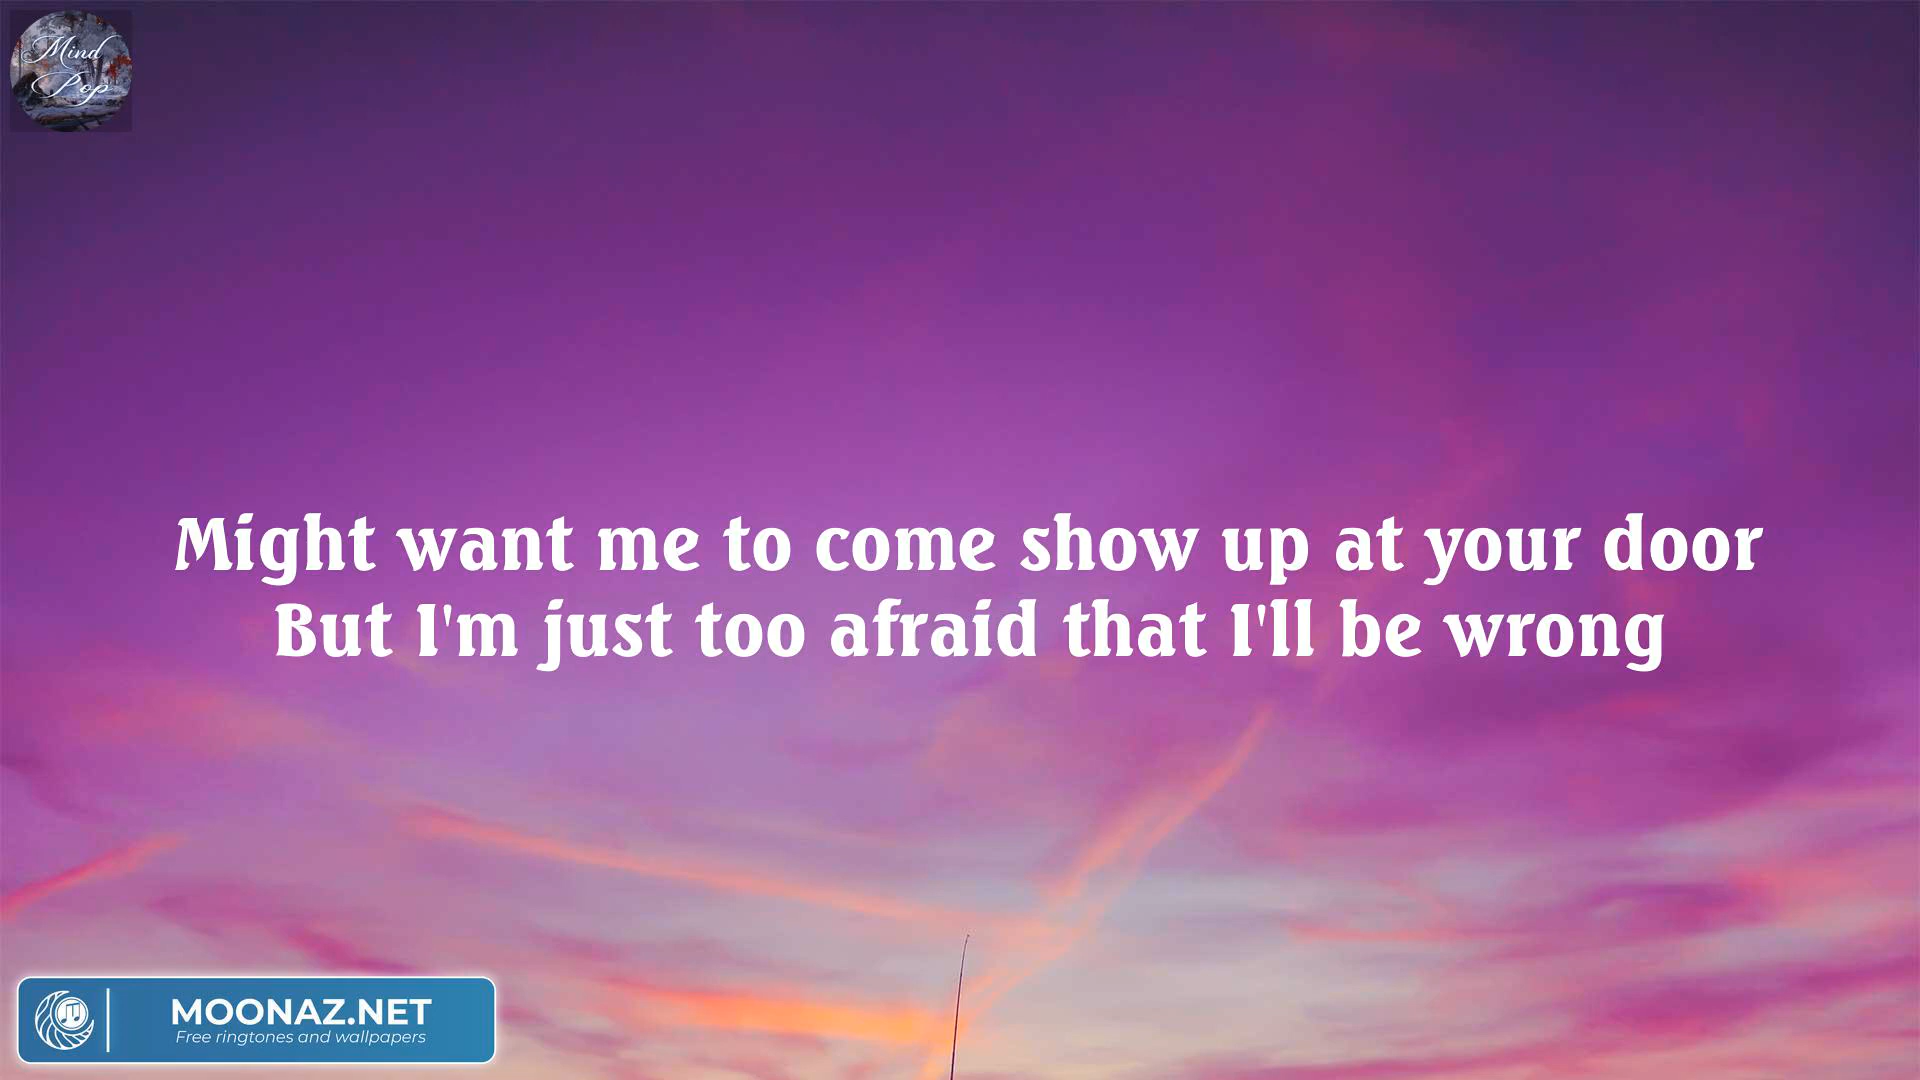 Mind
Pop
Might want me to come show up at your door
But I'm just too afraid that I'll be wrong
MOONAZ.NET
Free ringtones and wallpapers